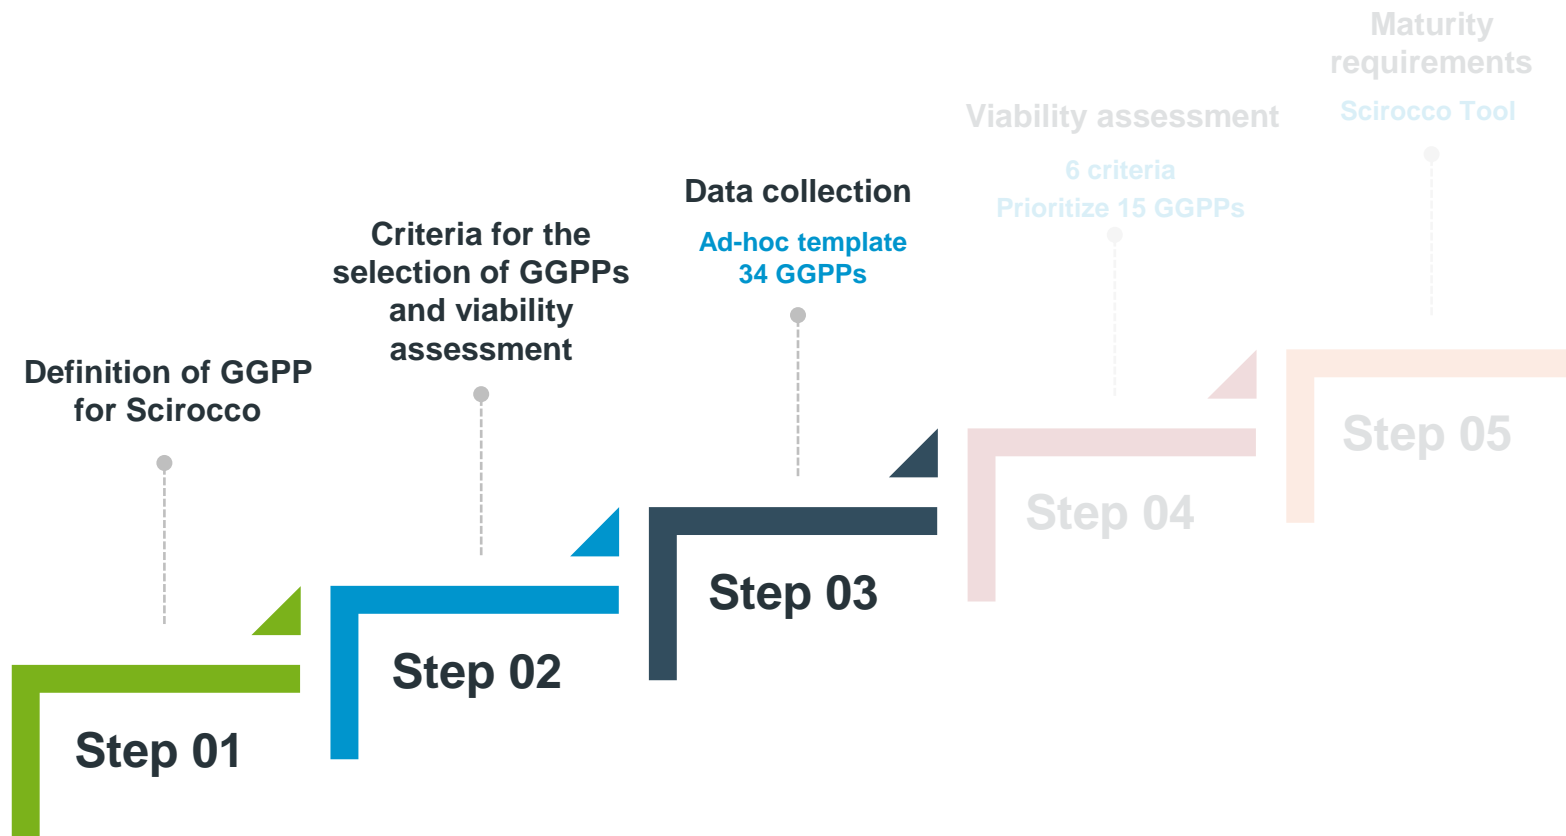 Definition of GGPP
for Scirocco
Step 01
Criteria for the
selection of GGPPs
and viability
assessment
Step 02
Data collection
Ad-hoc template
34 GGPPs
Step 03
Viability assessment
6 criteria
Prioritize 15 GGPPs
Step 04
Maturity
requirements
Scirocco Tool
Step 05